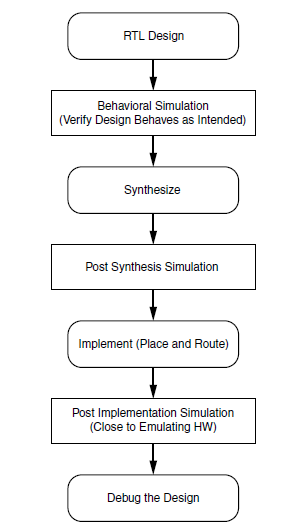 RTL Design
Behavioral Simulation
(Verify Design Behaves as Intended)
Synthesize
Post Synthesis Simulation
Implement (Place and Route)
Post Implementation Simulation
(Close to Emulating HW)
Debug the Design